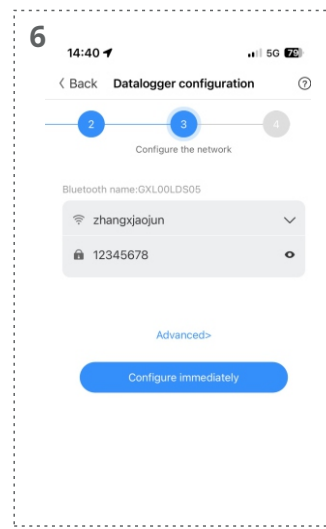 6
14:40 5G 79
< Back Datalogger configuration ?
2 3 4
Configure the network
Bluetooth name:GXL00LDS05
zhangxjaojun
12345678
Advanced>
Configure immediately